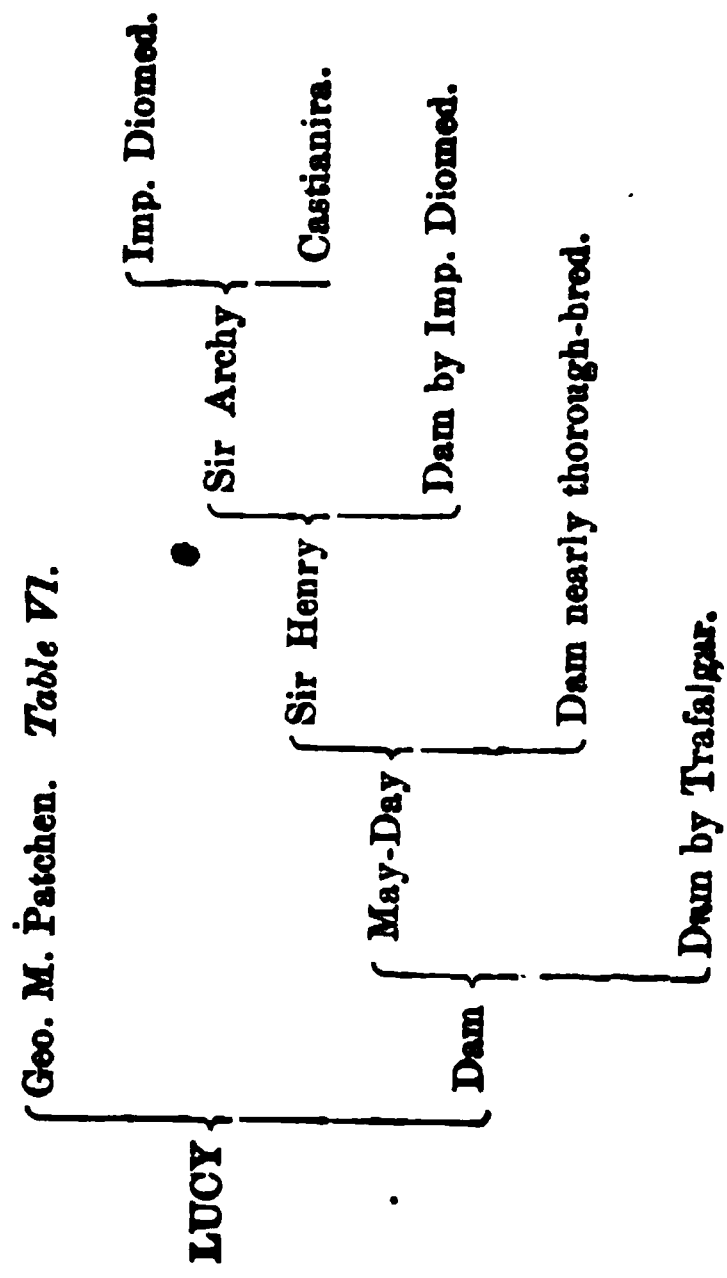 LUCY
Geo. M. Patchen. Table VI.
Dam
May-Day
Sir Henry
Sir Archy
Imp. Diomed.
Castianira.
Dam by Imp. Diomed.
Dam nearly thorough-bred.
Dam by Trafalgar.